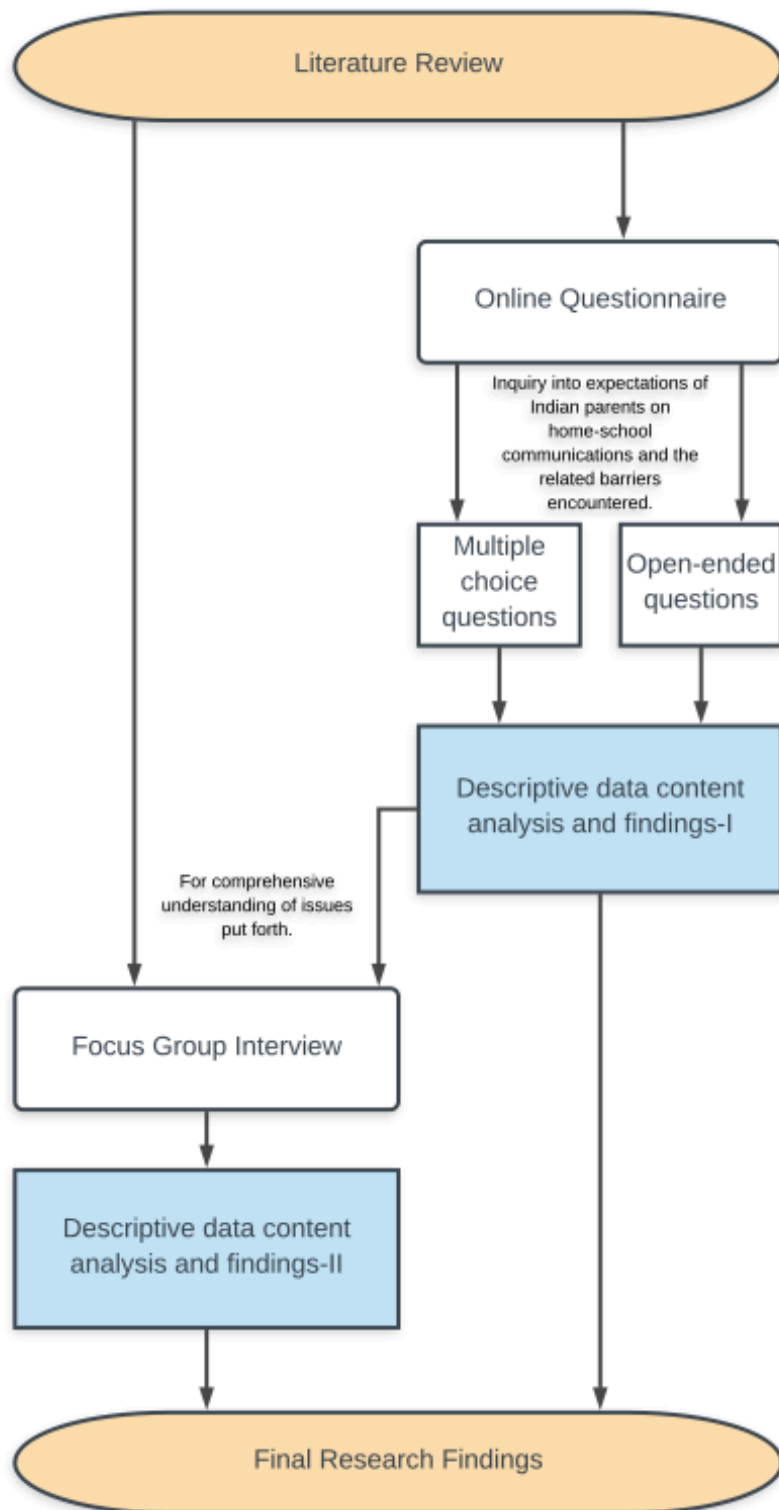 Literature Review
Online Questionnaire
Inquiry into expectations of
Indian parents on
home-school
communications and the
related barriers
encountered.
Multiple
choice
questions
Open-ended
questions
Descriptive data content
analysis and findings-I
For comprehensive
understanding of issues
put forth.
Focus Group Interview
Descriptive data content
analysis and findings-II
Final Research Findings